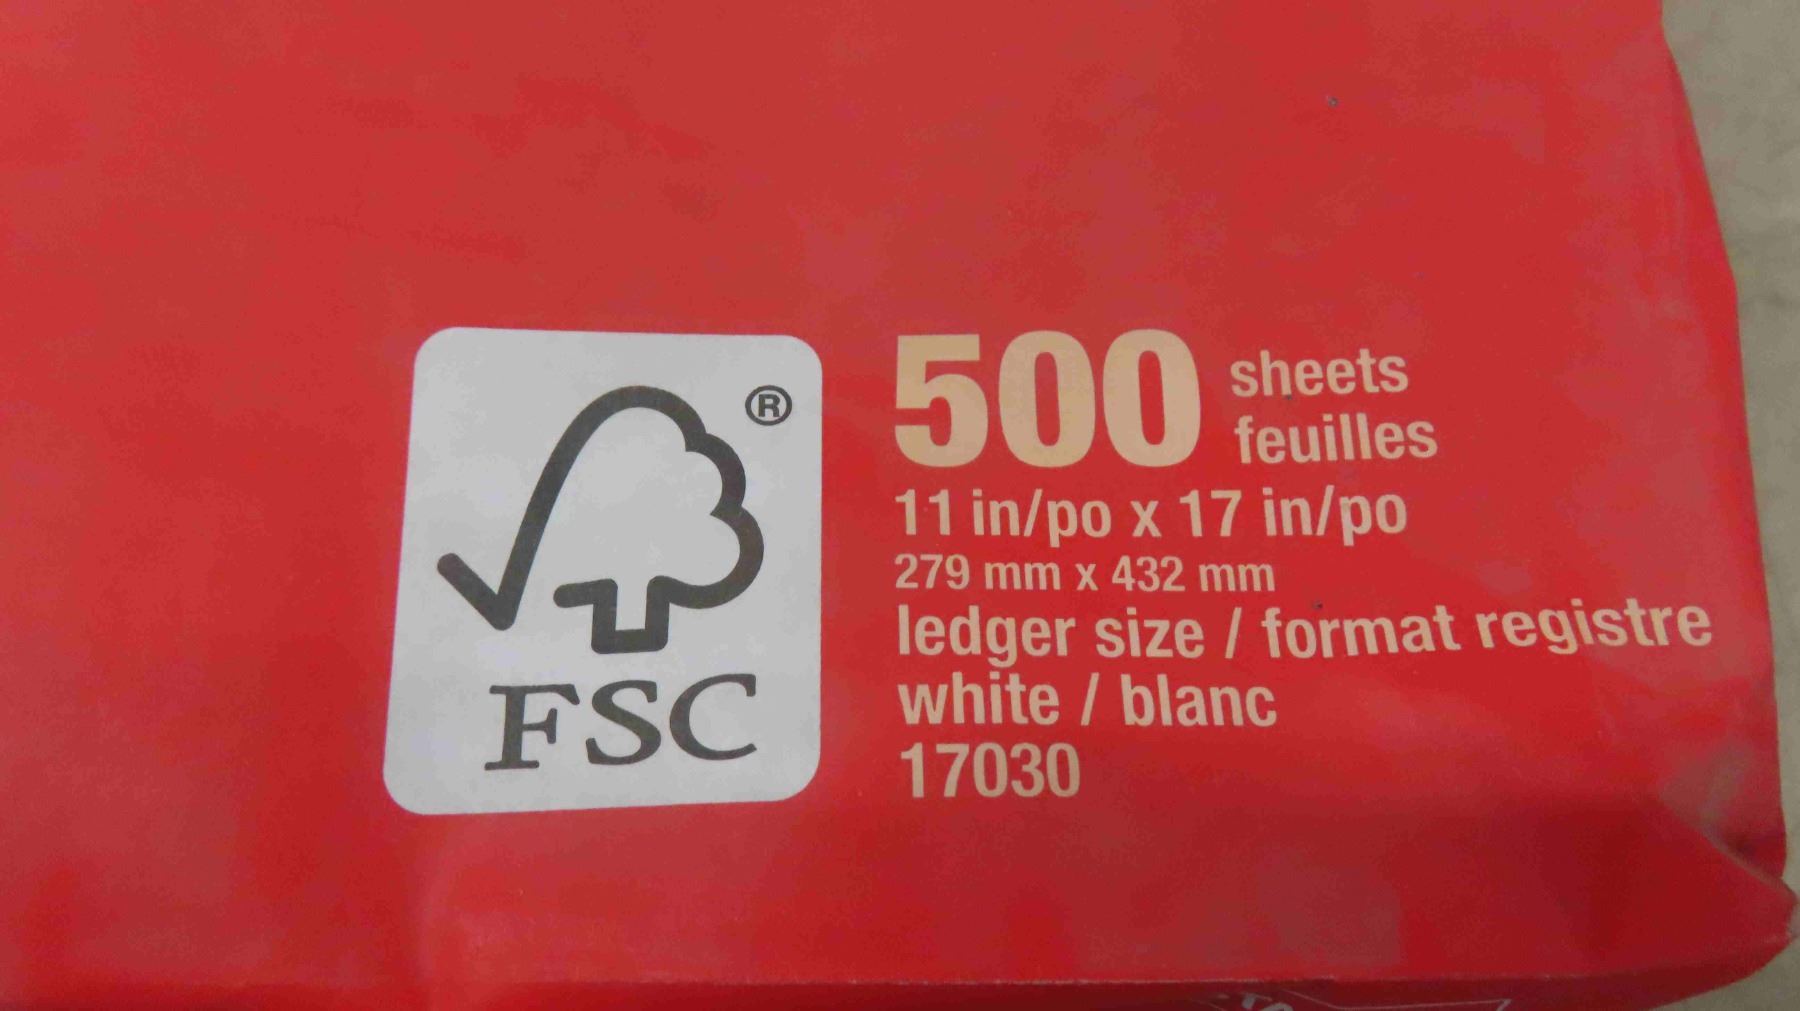 ®
FSC
500 sheets
feuilles
11 in/po x 17 in/po
279 mm x 432 mm
ledger size / format registre
white / blanc
17030